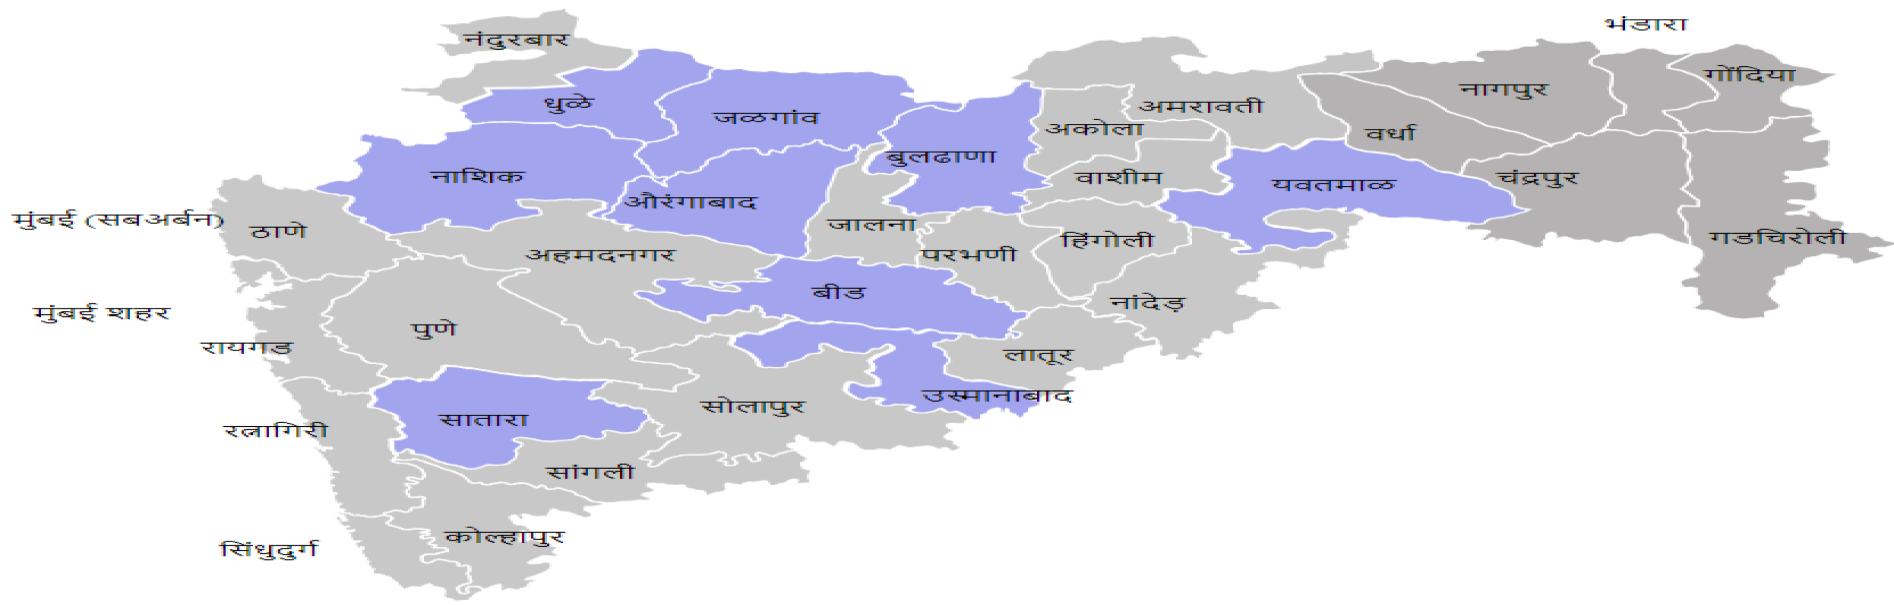 भंडारा
नंदुरबार
गोंदिया
नागपुर
धुळे
अमरावती
जळगांव
अकोला
वर्धा
बुलढाणा
नाशिक
वाशीम
यवतमाळ
चंद्रपुर
औरंगाबाद
मुंबई (सबअर्बन)
ठाणे
जालना
हिंगोली
गडचिरोली
अहमदनगर
परभणी
बीड
नांदेड़
मुंबई शहर
पुणे
रायगड
लातूर
उस्मानाबाद
सोलापुर
सातारा
रत्नागिरी
सांगली
कोल्हापुर
सिंधुदुर्ग